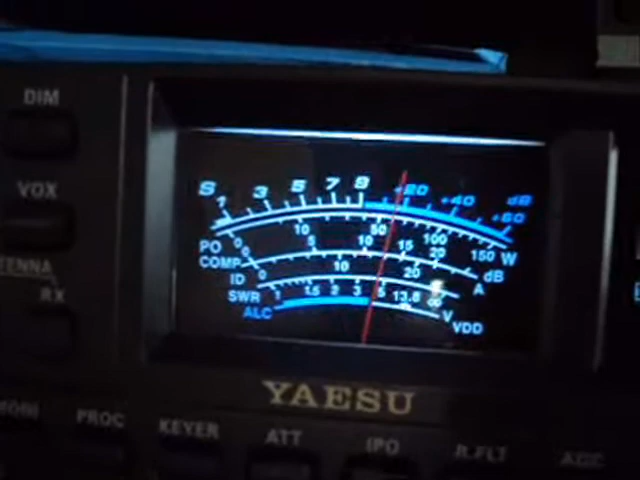 DIM
VOX
RX
S 1 3 5 7 9 +20 +40 +60 dB
PO 0 10 50 100 150 W
COMP 0 5 10 15 20 dB
ID 0 10 20 A
SWR 1 1.5 2 3 5 ∞
13.8 V VDD
ALC
YAESU
PROC
KEYER
ATT
IPO
R.FLT
AGC